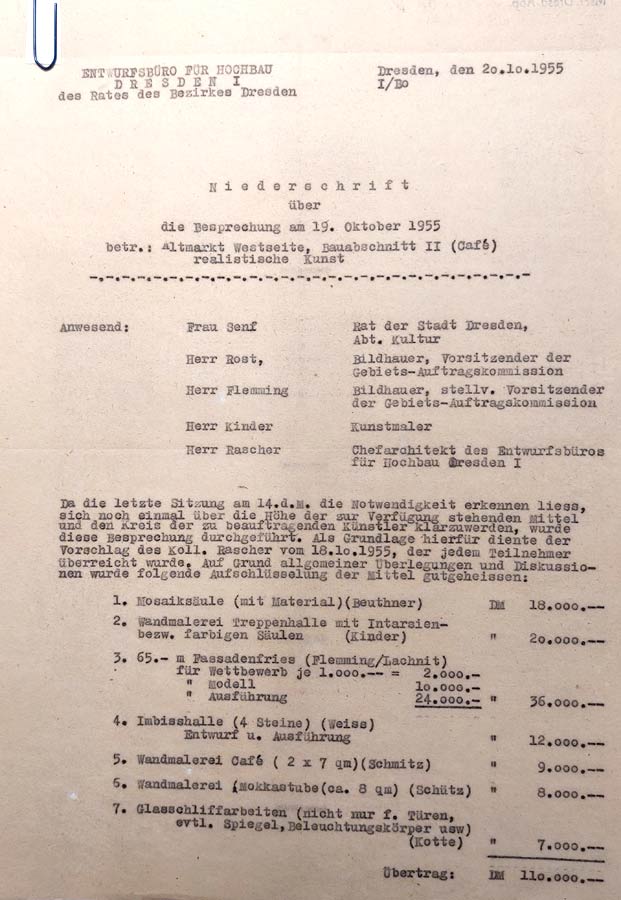 ENTWURFSBÜRO FÜR HOCHBAU
D R E S D E N I
des Rates des Bezirkes Dresden
Dresden, den 20.10.1955
I/Bo
N i e d e r s c h r i f t
über
die Besprechung am 19. Oktober 1955
betr.: Altmarkt Westseite, Bauabschnitt II (Café)
realistische Kunst
Anwesend: Frau Senf Rat der Stadt Dresden,
Abt. Kultur
Herr Rost, Bildhauer, Vorsitzender der
Gebiets-Auftragskommission
Herr Flemming Bildhauer, stellv. Vorsitzender
der Gebiets-Auftragskommission
Herr Kinder Kunstmaler
Herr Rascher Chefarchitekt des Entwurfsbüros
für Hochbau Dresden I
Da die letzte Sitzung am 14.d.M. die Notwendigkeit erkennen liess,
sich noch einmal über die Höhe der zur Verfügung stehenden Mittel
und den Kreis der zu beauftragenden Künstler klarzuwerden, wurde
diese Besprechung durchgeführt. Als Grundlage hierfür diente der
Vorschlag des Koll. Rascher vom 18.10.1955, der jedem Teilnehmer
überreicht wurde. Auf Grund allgemeiner Überlegungen und Diskussio-
nen wurde folgende Aufschlüsselung der Mittel gutgeheissen:
1. Mosaiksäule (mit Material)(Beuthner) DM 18.000.--
2. Wandmalerei Treppenhalle mit Intarsien-
bezw. farbigen Säulen (Kinder) " 20.000.--
3. 65.- m Fassadenfries (Flemming/Lachnit)
für Wettbewerb je 1.000.-- = 2.000.-
" Modell 10.000.-
" Ausführung 24.000.- " 36.000.--
4. Imbisshalle (4 Steine) (Weiss)
Entwurf u. Ausführung " 12.000.--
5. Wandmalerei Café ( 2 x 7 qm)(Schmitz) " 9.000.--
6. Wandmalerei (Mokkastube(ca. 8 qm) (Schütz) " 8.000.--
7. Glasschliffarbeiten (nicht nur f. Türen,
evtl. Spiegel,Beleuchtungskörper usw)
(Kotte) " 7.000.--
Übertrag: DM 110.000.--